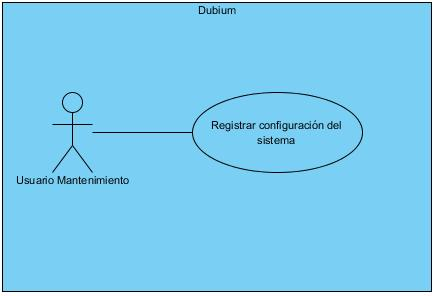 Dubium
Registrar configuración del
sistema
Usuario Mantenimiento